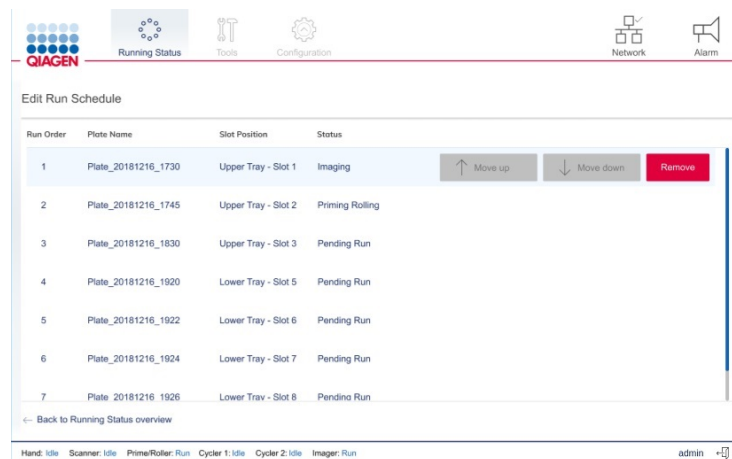 QIAGEN
Running Status
Tools
Configuration
Network
Alarm
Edit Run Schedule
Run Order Plate Name Slot Position Status
1 Plate_20181216_1730 Upper Tray - Slot 1 Imaging Move up Move down Remove
2 Plate_20181216_1745 Upper Tray - Slot 2 Priming Rolling
3 Plate_20181216_1830 Upper Tray - Slot 3 Pending Run
4 Plate_20181216_1920 Lower Tray - Slot 5 Pending Run
5 Plate_20181216_1922 Lower Tray - Slot 6 Pending Run
6 Plate_20181216_1924 Lower Tray - Slot 7 Pending Run
7 Plate_20181216_1926 Lower Tray - Slot 8 Pending Run
← Back to Running Status overview
Hand: Idle Scanner: Idle Prime/Roller: Run Cycler 1: Idle Cycler 2: Idle Imager: Run admin